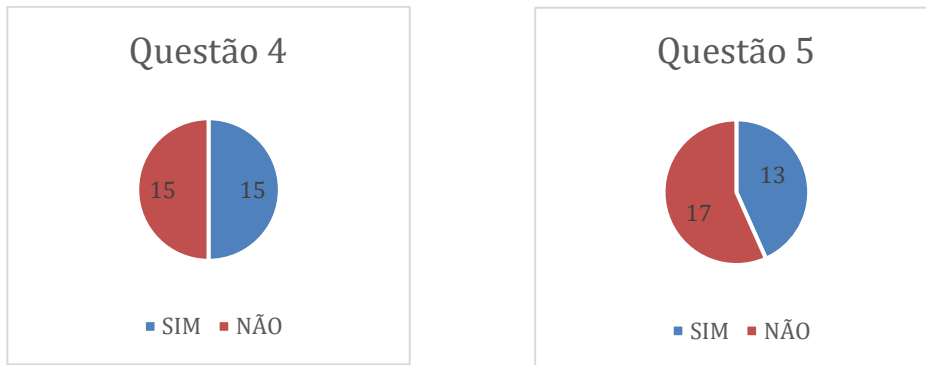 Questão 4
15 15
SIM NÃO
Questão 5
13
17
SIM NÃO